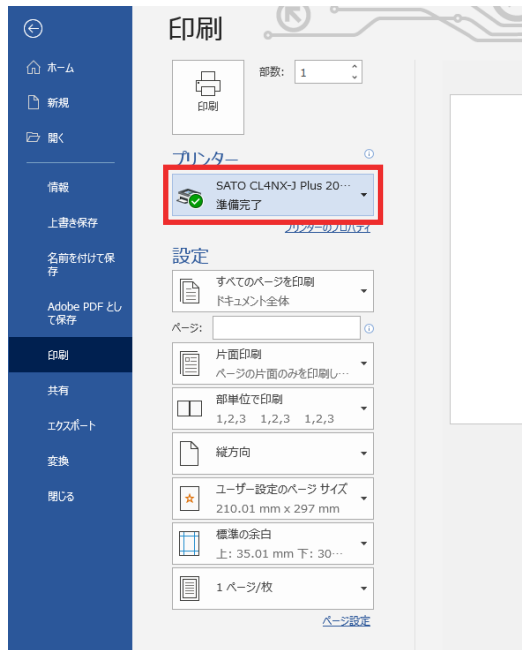 印刷
ホーム
新規
開く
情報
上書き保存
名前を付けて保
存
Adobe PDF とし
て保存
印刷
共有
エクスポート
変換
閉じる
部数: 1
印刷
プリンター
SATO CL4NX-J Plus 20…
準備完了
プリンターのプロパティ
設定
すべてのページを印刷
ドキュメント全体
ページ:
片面印刷
ページの片面のみを印刷し…
部単位で印刷
1,2,3 1,2,3 1,2,3
縦方向
ユーザー設定のページ サイズ
210.01 mm x 297 mm
標準の余白
上: 35.01 mm 下: 30…
1 ページ/枚
ページ設定